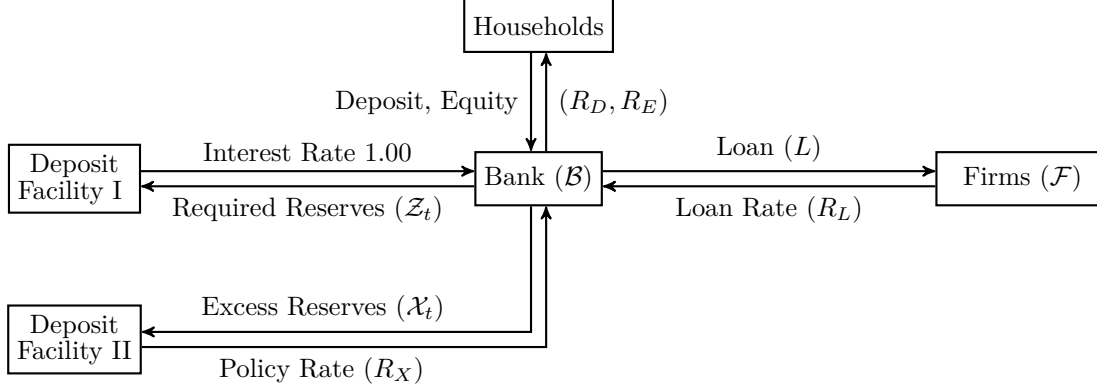 Households
Deposit, Equity
(R_D, R_E)
Deposit
Facility I
Interest Rate 1.00
Required Reserves (𝒵_t)
Bank (ℬ)
Loan (L)
Loan Rate (R_L)
Firms (ℱ)
Deposit
Facility II
Excess Reserves (𝒳_t)
Policy Rate (R_X)